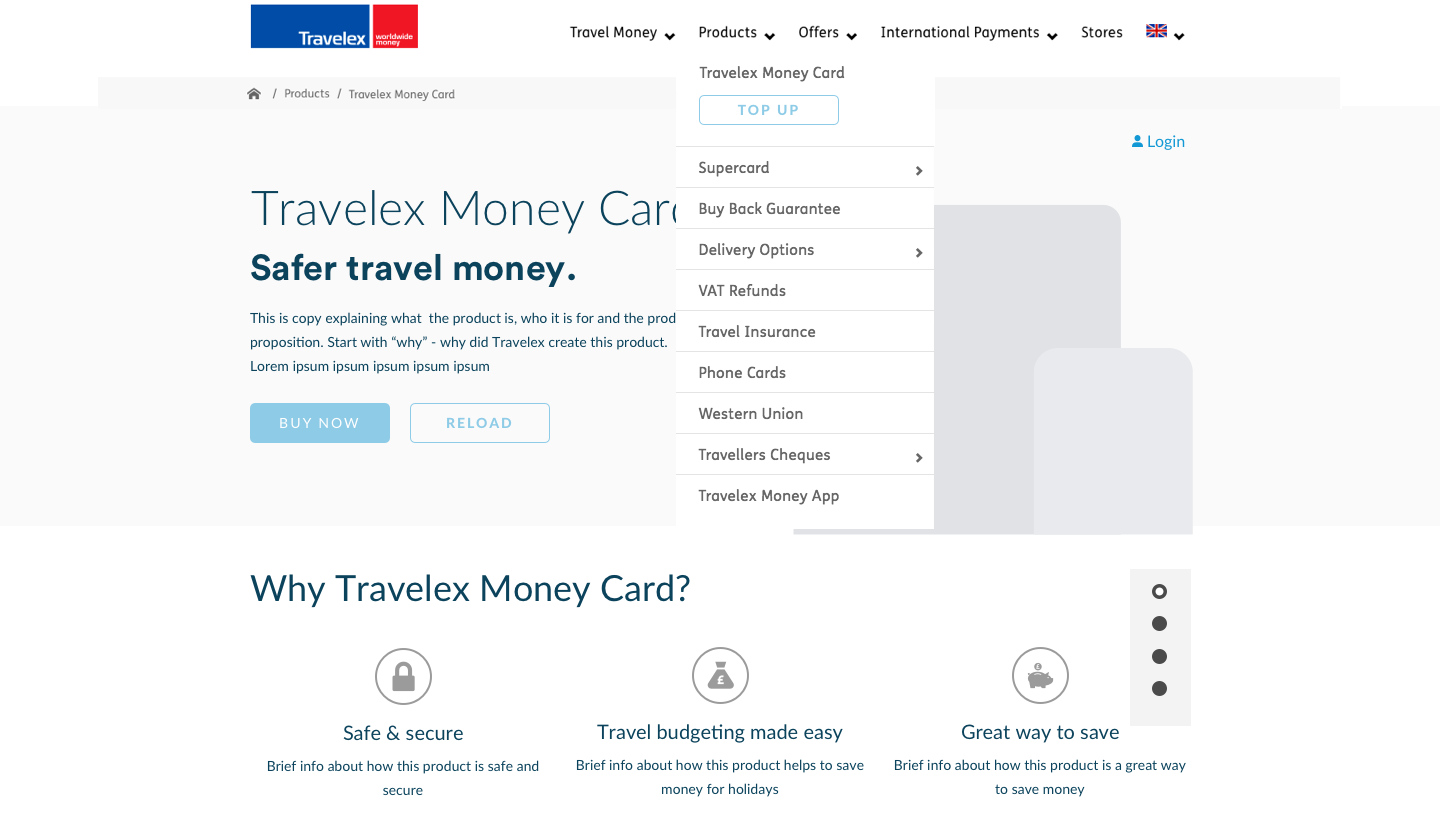 Travelex
worldwide
money
Travel Money
Products
Offers
International Payments
Stores
/ Products / Travelex Money Card
Travelex Money Card
TOP UP
Supercard
Buy Back Guarantee
Delivery Options
VAT Refunds
Travel Insurance
Phone Cards
Western Union
Travellers Cheques
Travelex Money App
Login
Travelex Money Card
Safer travel money.
This is copy explaining what the product is, who it is for and the prod
proposition. Start with “why” - why did Travelex create this product.
Lorem ipsum ipsum ipsum ipsum ipsum
BUY NOW
RELOAD
Why Travelex Money Card?
£
£
Safe & secure
Brief info about how this product is safe and
secure
Travel budgeting made easy
Brief info about how this product helps to save
money for holidays
Great way to save
Brief info about how this product is a great way
to save money